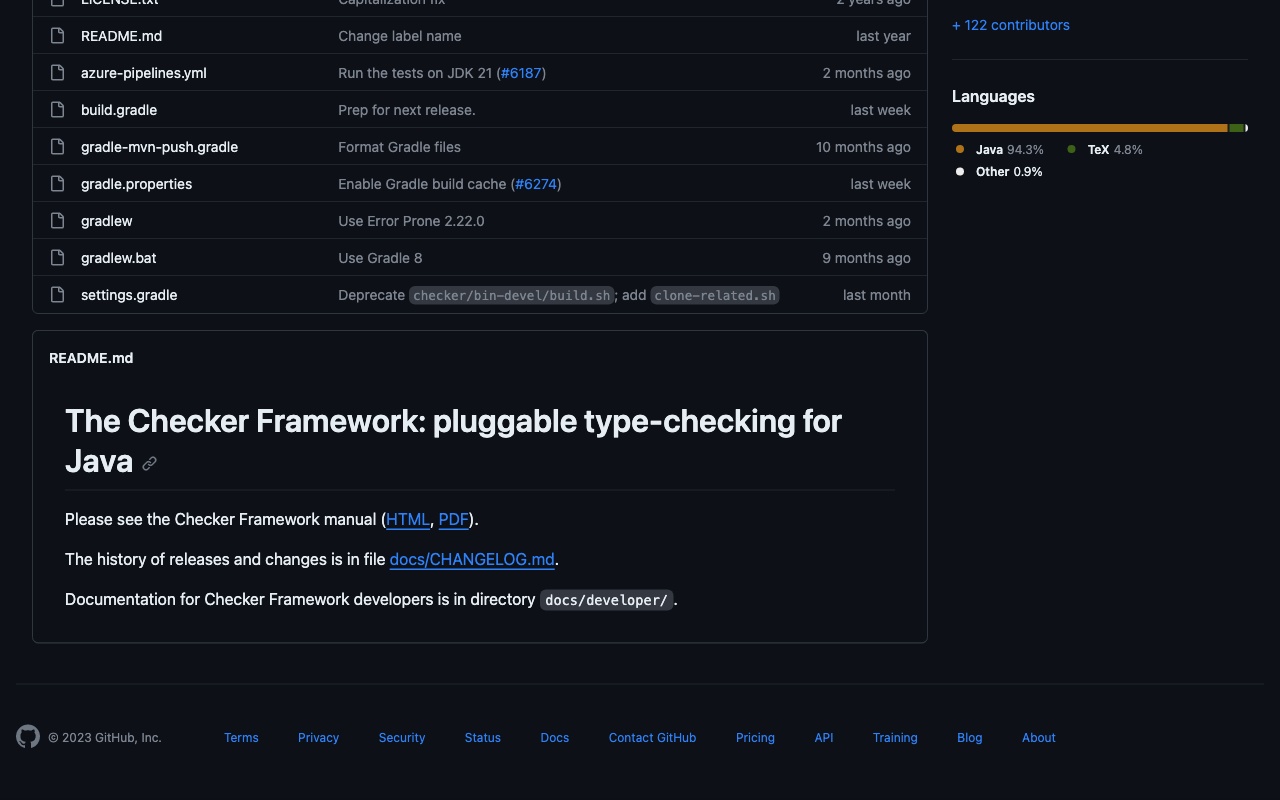 LICENSE.txt Capitalization fix 2 years ago
README.md Change label name last year
azure-pipelines.yml Run the tests on JDK 21 (#6187) 2 months ago
build.gradle Prep for next release. last week
gradle-mvn-push.gradle Format Gradle files 10 months ago
gradle.properties Enable Gradle build cache (#6274) last week
gradlew Use Error Prone 2.22.0 2 months ago
gradlew.bat Use Gradle 8 9 months ago
settings.gradle Deprecate checker/bin-devel/build.sh; add clone-related.sh last month
README.md
The Checker Framework: pluggable type-checking for
Java
Please see the Checker Framework manual (HTML, PDF).
The history of releases and changes is in file docs/CHANGELOG.md.
Documentation for Checker Framework developers is in directory docs/developer/.
+ 122 contributors
Languages
Java 94.3% TeX 4.8%
Other 0.9%
© 2023 GitHub, Inc. Terms Privacy Security Status Docs Contact GitHub Pricing API Training Blog About